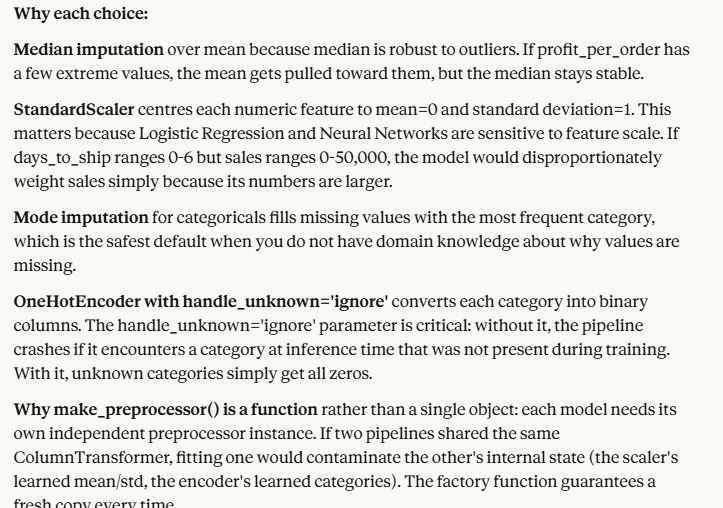 Why each choice:
Median imputation over mean because median is robust to outliers. If profit_per_order has
a few extreme values, the mean gets pulled toward them, but the median stays stable.
StandardScaler centres each numeric feature to mean=0 and standard deviation=1. This
matters because Logistic Regression and Neural Networks are sensitive to feature scale. If
days_to_ship ranges 0-6 but sales ranges 0-50,000, the model would disproportionately
weight sales simply because its numbers are larger.
Mode imputation for categoricals fills missing values with the most frequent category,
which is the safest default when you do not have domain knowledge about why values are
missing.
OneHotEncoder with handle_unknown='ignore' converts each category into binary
columns. The handle_unknown='ignore' parameter is critical: without it, the pipeline
crashes if it encounters a category at inference time that was not present during training.
With it, unknown categories simply get all zeros.
Why make_preprocessor() is a function rather than a single object: each model needs its
own independent preprocessor instance. If two pipelines shared the same
ColumnTransformer, fitting one would contaminate the other's internal state (the scaler's
learned mean/std, the encoder's learned categories). The factory function guarantees a
fresh copy every time